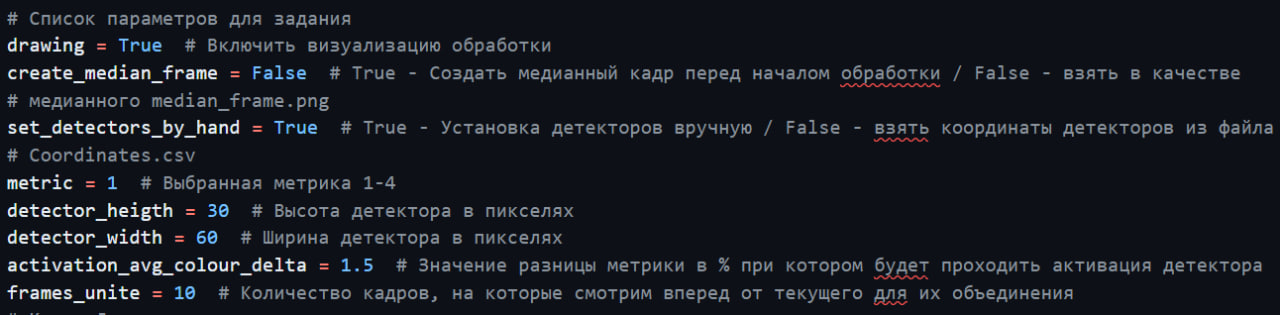 # Список параметров для задания
drawing = True  # Включить визуализацию обработки
create_median_frame = False  # True - Создать медианный кадр перед началом обработки / False - взять в качестве
# медианного median_frame.png
set_detectors_by_hand = True  # True - Установка детекторов вручную / False - взять координаты детекторов из файла
# Coordinates.csv
metric = 1  # Выбранная метрика 1-4
detector_heigth = 30  # Высота детектора в пикселях
detector_width = 60  # Ширина детектора в пикселях
activation_avg_colour_delta = 1.5  # Значение разницы метрики в % при котором будет проходить активация детектора
frames_unite = 10  # Количество кадров, на которые смотрим вперед от текущего для их объединения